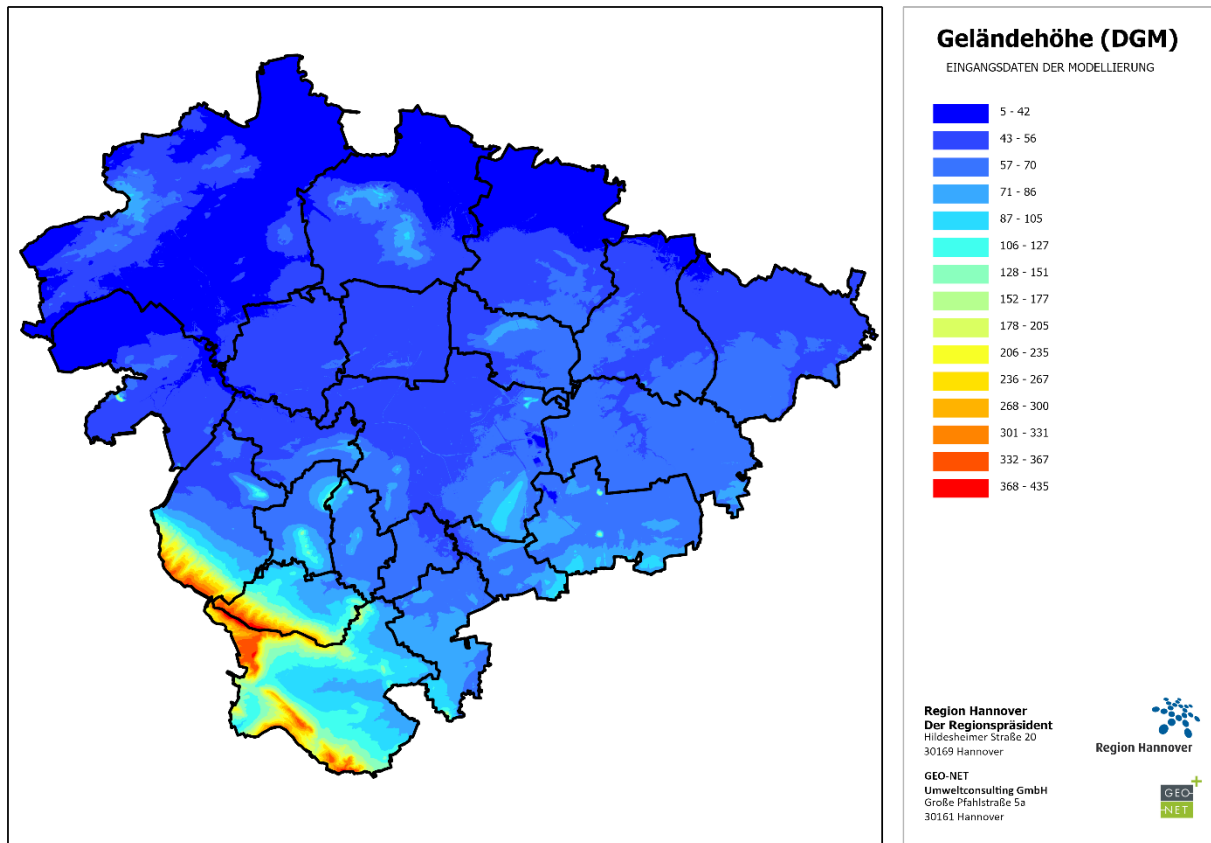 Geländehöhe (DGM)
EINGANGSDATEN DER MODELLIERUNG
5 - 42
43 - 56
57 - 70
71 - 86
87 - 105
106 - 127
128 - 151
152 - 177
178 - 205
206 - 235
236 - 267
268 - 300
301 - 331
332 - 367
368 - 435
Region Hannover
Der Regionspräsident
Hildesheimer Straße 20
30169 Hannover
Region Hannover
GEO-NET
Umweltconsulting GmbH
Große Pfahlstraße 5a
30161 Hannover
GEO-
NET